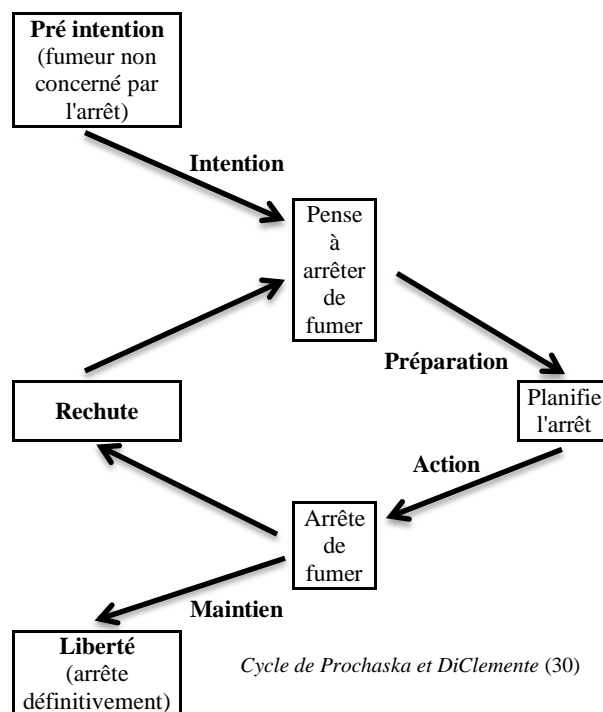 Pré intention
(fumeur non
concerné par
l'arrêt)
Intention
Pense
à
arrêter
de
fumer
Préparation
Planifie
l'arrêt
Rechute
Action
Arrête
de
fumer
Maintien
Liberté
(arrête
définitivement)
Cycle de Prochaska et DiClemente (30)